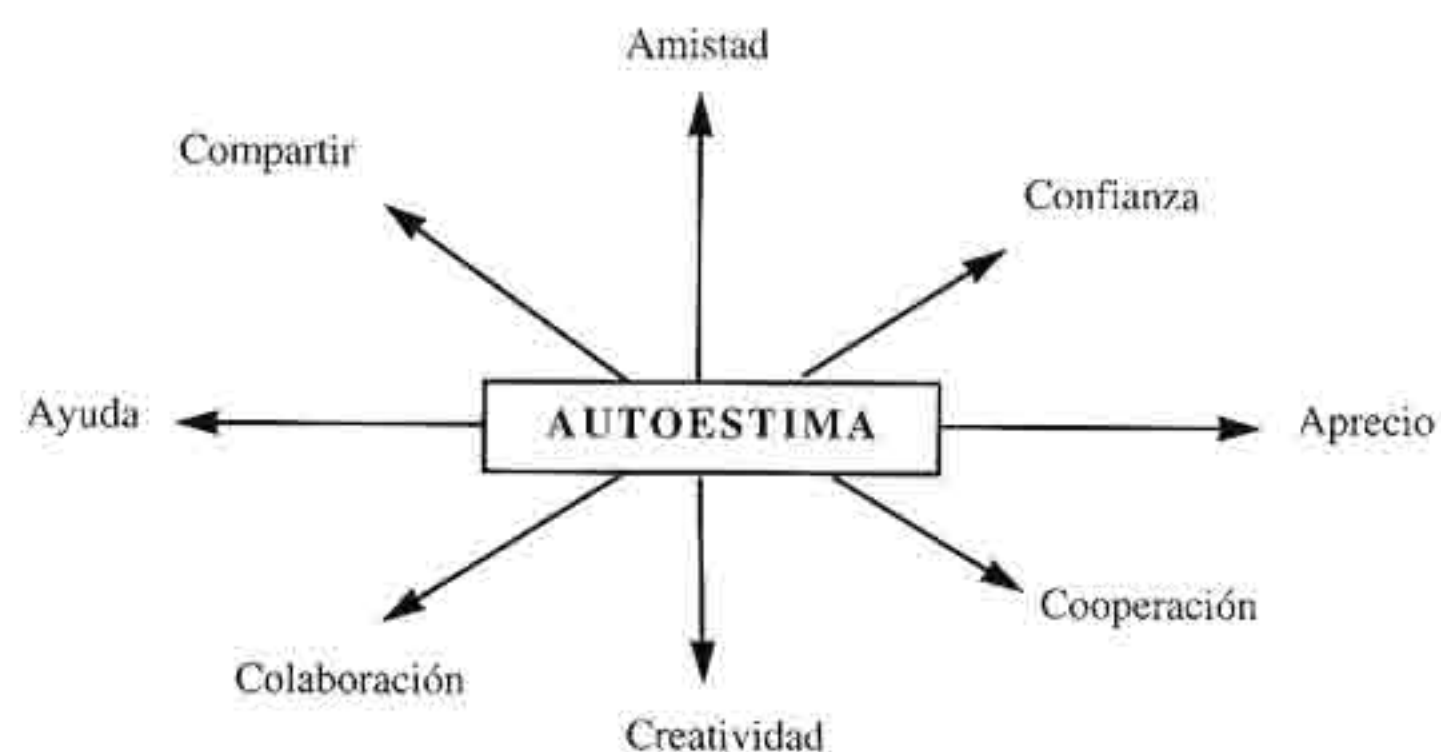 Amistad
Compartir
Confianza
Ayuda
AUTOESTIMA
Aprecio
Cooperación
Colaboración
Creatividad